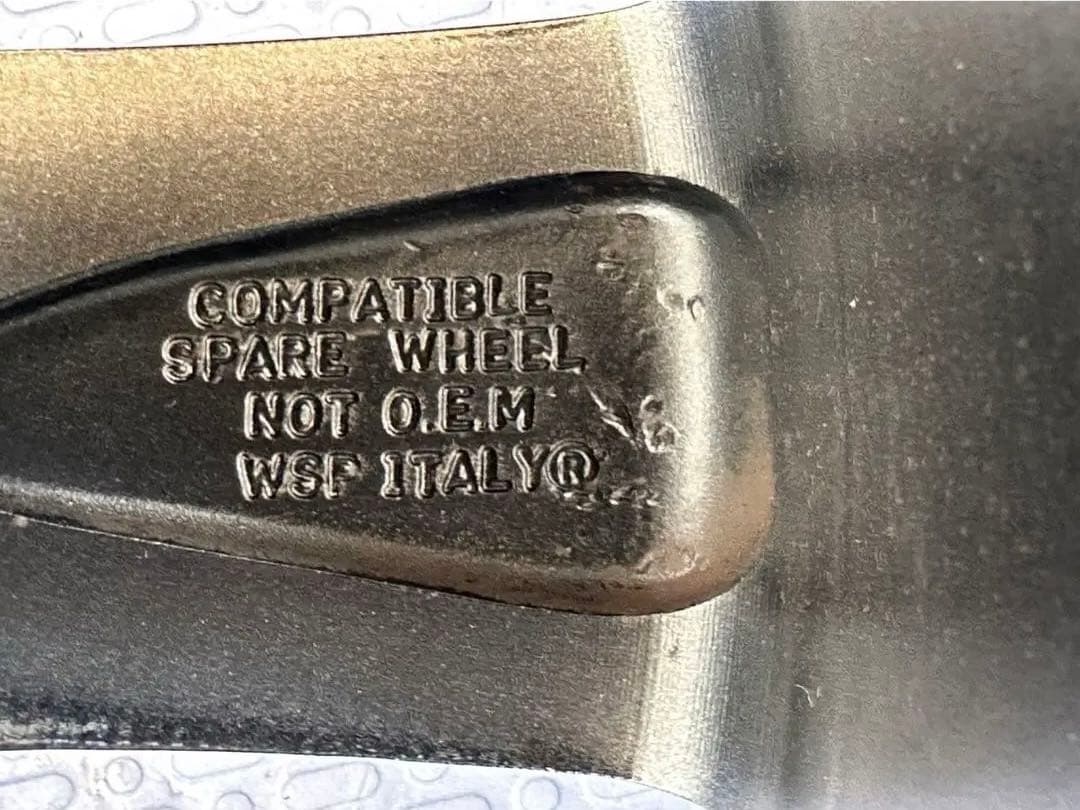 COMPATIBLE
SPARE WHEEL
NOT O.E.M
WSP ITALY®